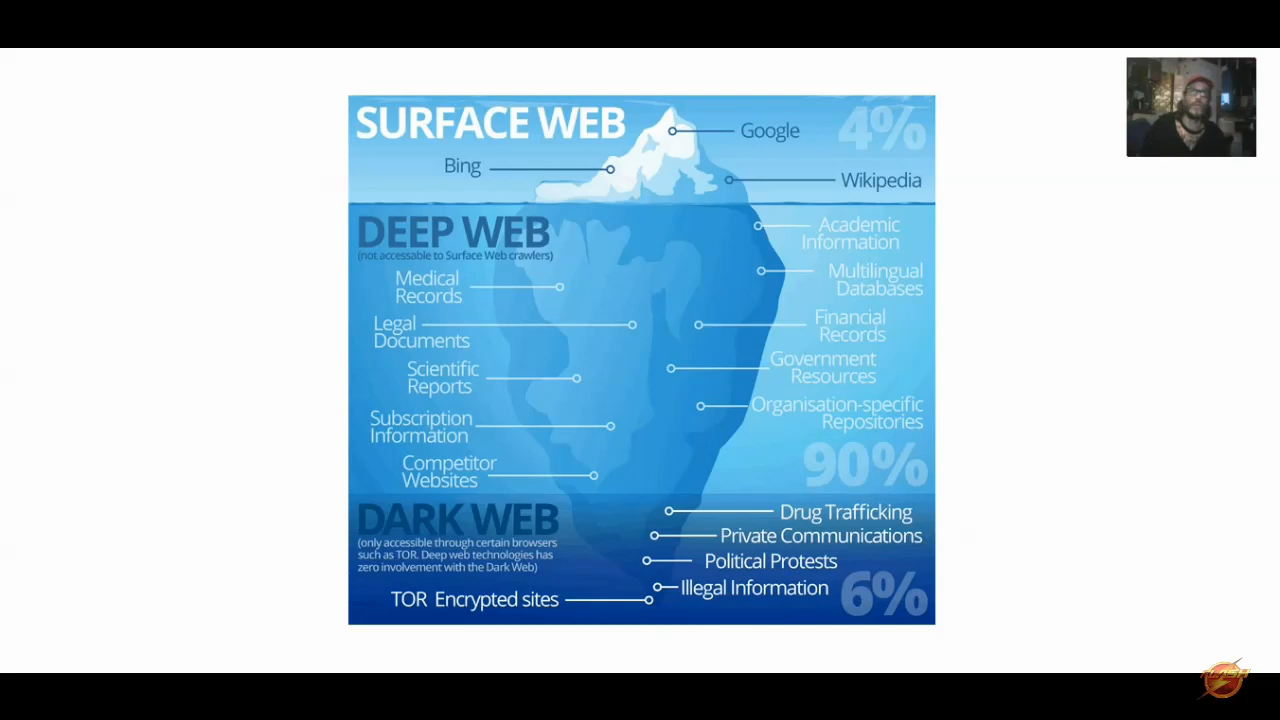 SURFACE WEB
Google
4%
Bing
Wikipedia
DEEP WEB
(not accessable to Surface Web crawlers)
Academic
Information
Medical
Records
Multilingual
Databases
Legal
Documents
Financial
Records
Scientific
Reports
Government
Resources
Subscription
Information
Organisation-specific
Repositories
Competitor
Websites
90%
DARK WEB
(only accessible through certain browsers
such as TOR. Deep web technologies has
zero involvement with the Dark Web)
Drug Trafficking
Private Communications
Political Protests
Illegal Information
TOR Encrypted sites
6%